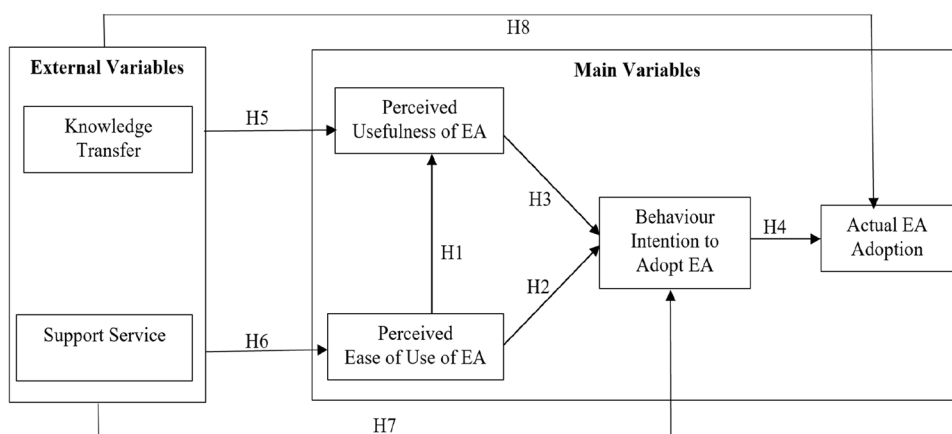 H8
External Variables
Main Variables
Knowledge
Transfer
H5
Perceived
Usefulness of EA
H3
Behaviour
Intention to
Adopt EA
H4
Actual EA
Adoption
H1
H2
Support Service
H6
Perceived
Ease of Use of EA
H7